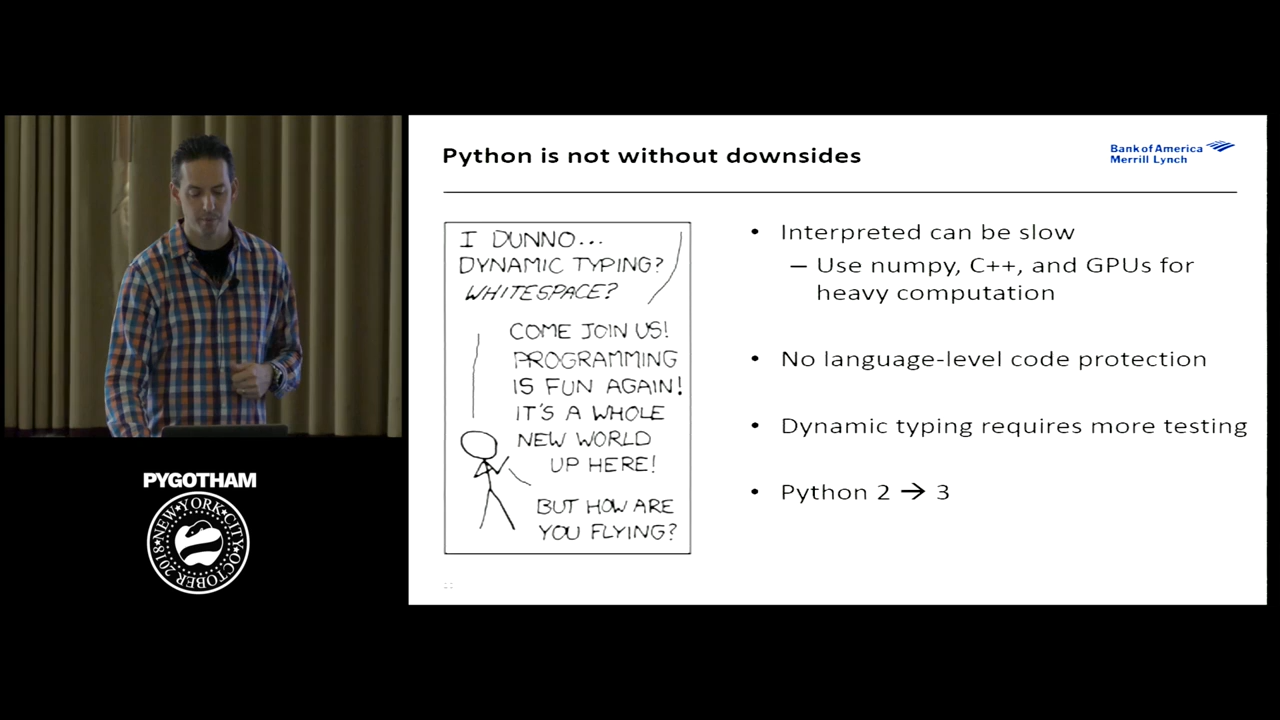 Python is not without downsides
Bank of America
Merrill Lynch
I DUNNO...
DYNAMIC TYPING?
WHITESPACE?
COME JOIN US!
PROGRAMMING
IS FUN AGAIN!
IT'S A WHOLE
NEW WORLD
UP HERE!
BUT HOW ARE
YOU FLYING?
• Interpreted can be slow
– Use numpy, C++, and GPUs for
heavy computation
• No language-level code protection
• Dynamic typing requires more testing
• Python 2 → 3
PYGOTHAM
NEW★YORK★CITY★OCTOBER 2018★